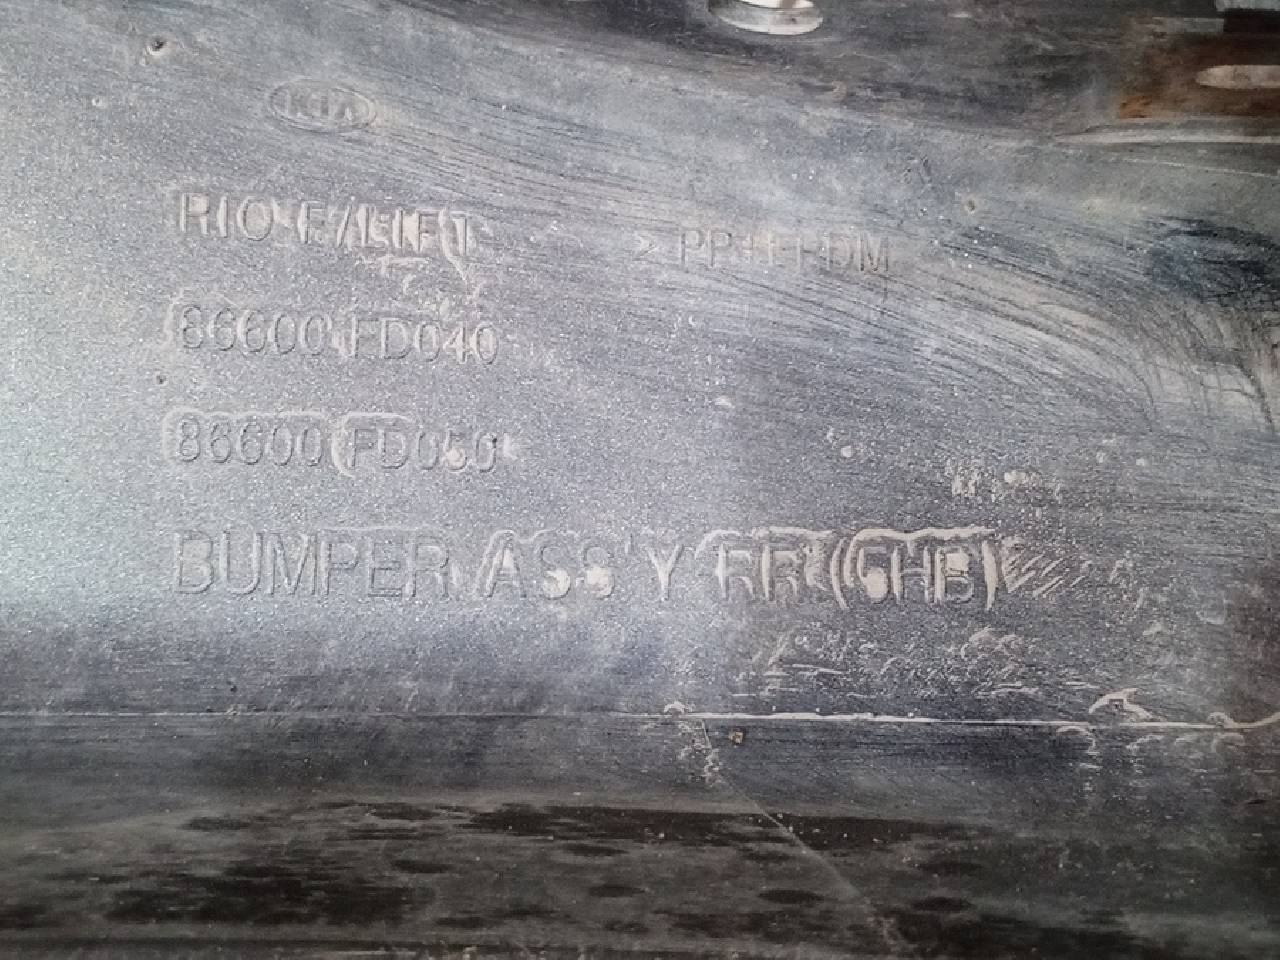 KIA
RIO F/LIFT
>PP+EPDM
86600 FD040
86600 FD050
BUMPER ASS'Y RR (5HB)